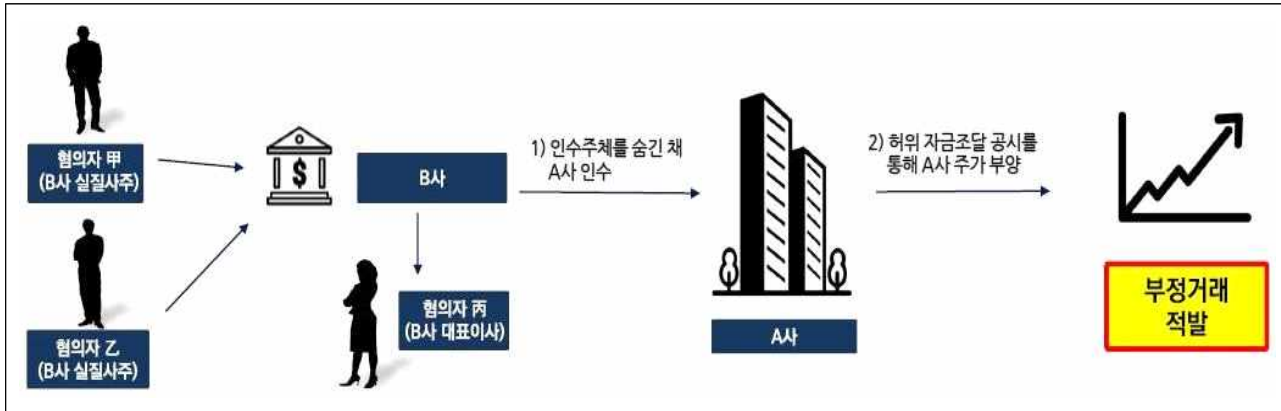 혐의자 甲
(B사 실질사주)
혐의자 乙
(B사 실질사주)
$
B사
혐의자 丙
(B사 대표이사)
1) 인수주체를 숨긴 채
A사 인수
A사
2) 허위 자금조달 공시를
통해 A사 주가 부양
부정거래
적발